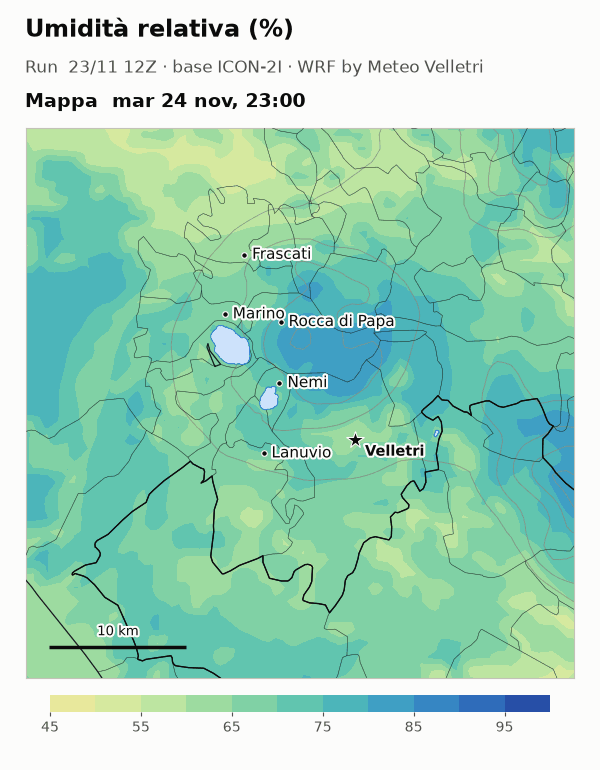 Umidità relativa (%)
Run  23/11 12Z · base ICON-2I · WRF by Meteo Velletri
Mappa  mar 24 nov, 23:00
Frascati
Marino
Rocca di Papa
Nemi
Velletri
Lanuvio
10 km
45 55 65 75 85 95